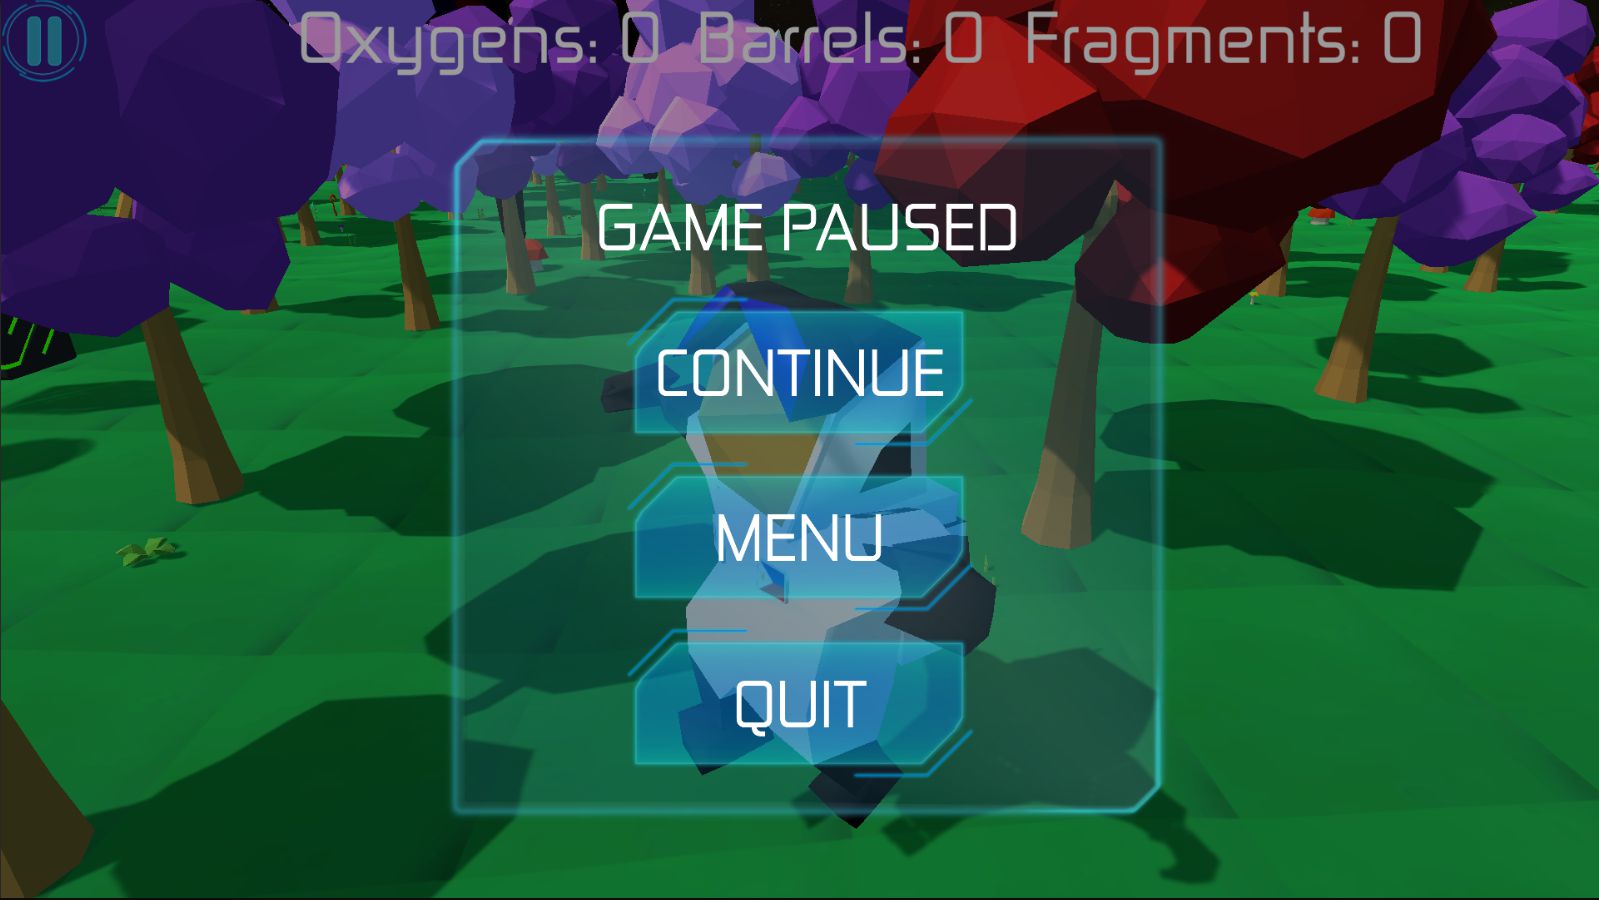 Oxygens: 0 Barrels: 0 Fragments: 0
GAME PAUSED
CONTINUE
MENU
QUIT